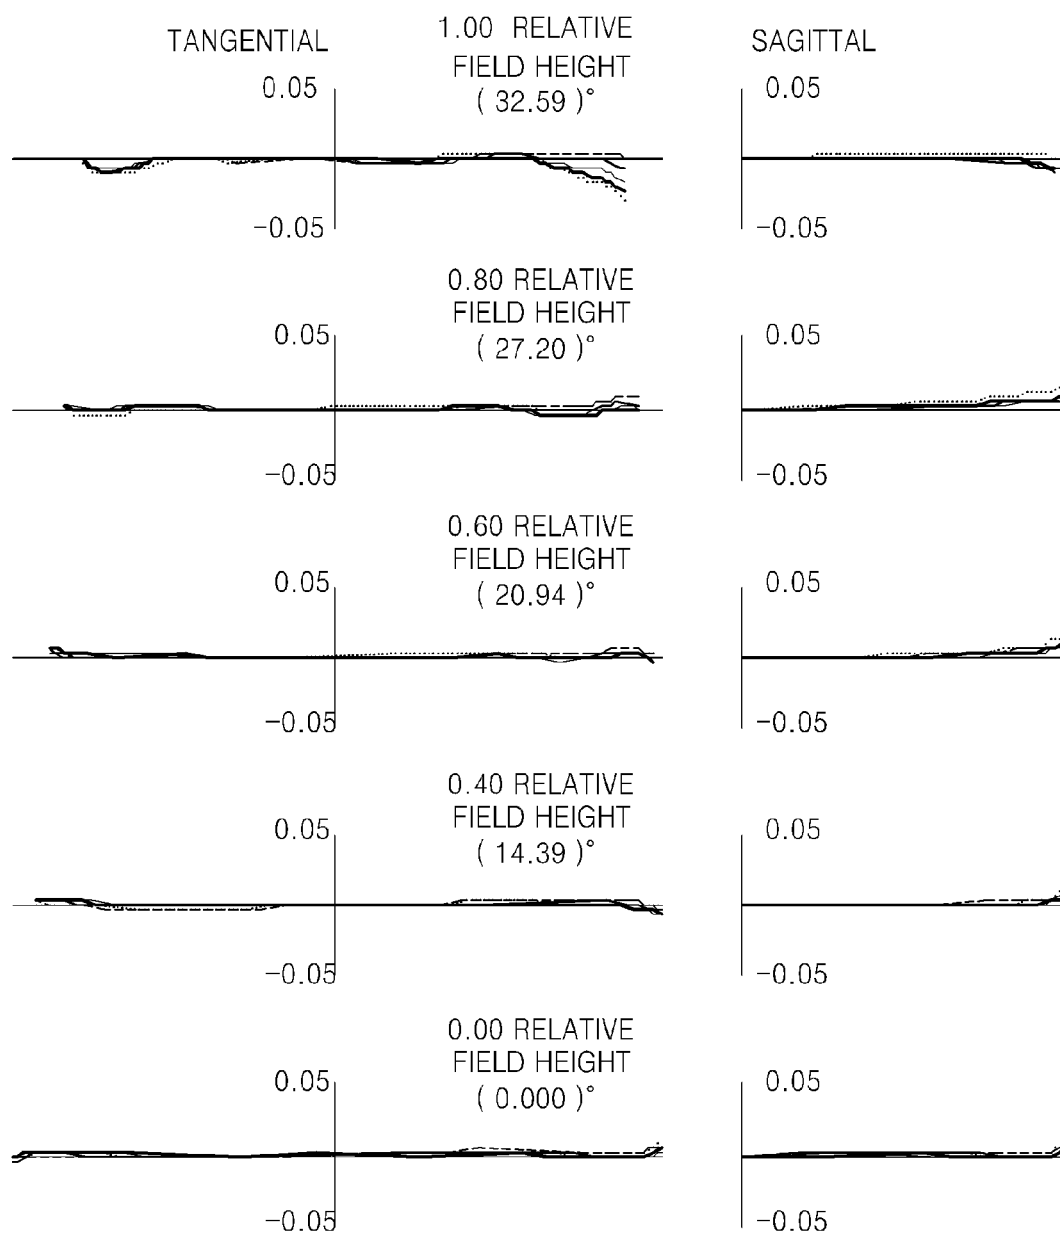 TANGENTIAL
1.00 RELATIVE
FIELD HEIGHT
( 32.59 )°
SAGITTAL
0.05
0.05
-0.05
-0.05
0.80 RELATIVE
FIELD HEIGHT
( 27.20 )°
0.05
0.05
-0.05
-0.05
0.60 RELATIVE
FIELD HEIGHT
( 20.94 )°
0.05
0.05
-0.05
-0.05
0.40 RELATIVE
FIELD HEIGHT
( 14.39 )°
0.05
0.05
-0.05
-0.05
0.00 RELATIVE
FIELD HEIGHT
( 0.000 )°
0.05
0.05
-0.05
-0.05